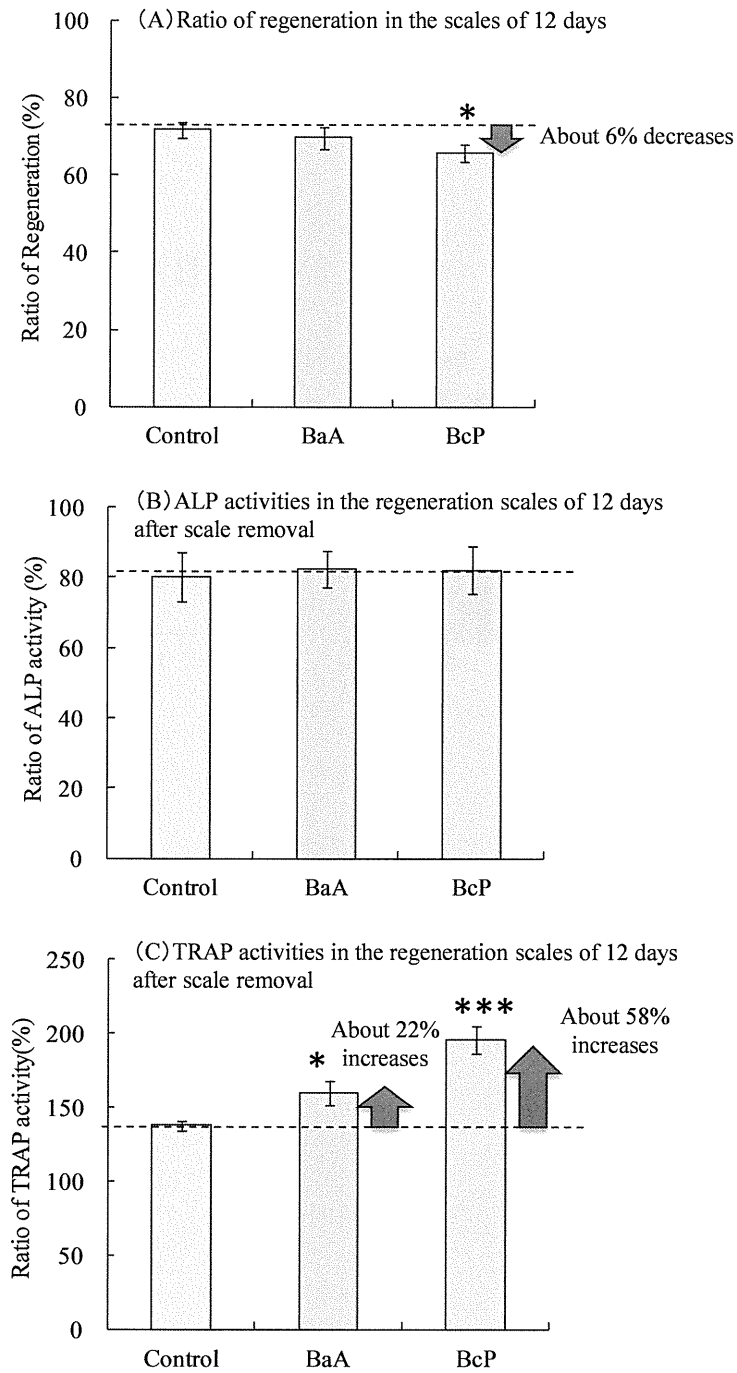 (A)Ratio of regeneration in the scales of 12 days
Ratio of Regeneration (%)
100
80
60
40
20
0
*
About 6% decreases
Control BaA BcP
(B)ALP activities in the regeneration scales of 12 days
after scale removal
Ratio of ALP activity (%)
100
80
60
40
20
0
Control BaA BcP
(C)TRAP activities in the regeneration scales of 12 days
after scale removal
Ratio of TRAP activity(%)
250
200
150
100
50
0
*
About 22%
increases
***
About 58%
increases
Control BaA BcP